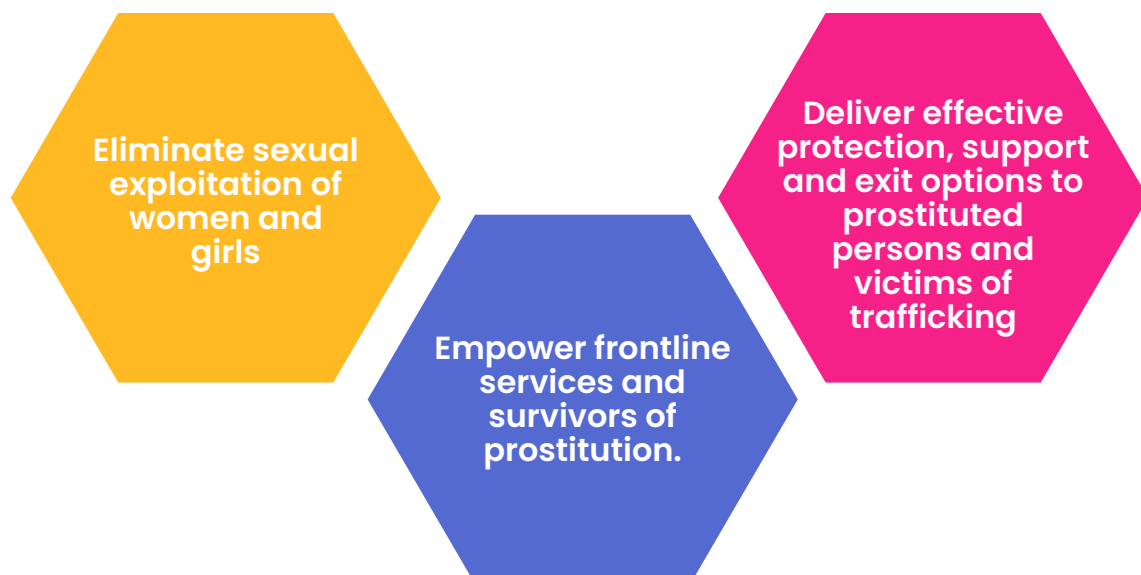 Eliminate sexual
exploitation of
women and
girls
Empower frontline
services and
survivors of
prostitution.
Deliver effective
protection, support
and exit options to
prostituted
persons and
victims of
trafficking